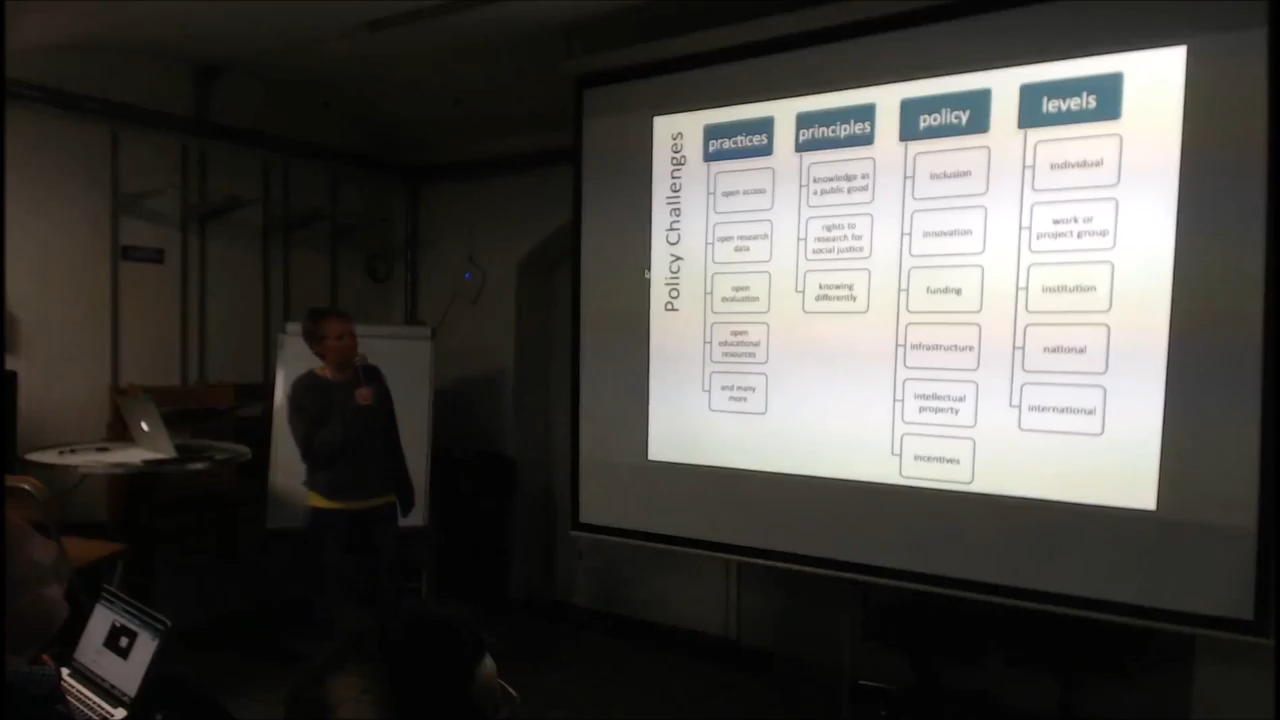 Policy Challenges
practices
open access
open research
data
open
evaluation
open
educational
resources
and many
more
principles
knowledge as
a public good
rights to
research for
social justice
knowing
differently
policy
inclusion
innovation
funding
infrastructure
intellectual
property
incentives
levels
individual
work or
project group
institution
national
international